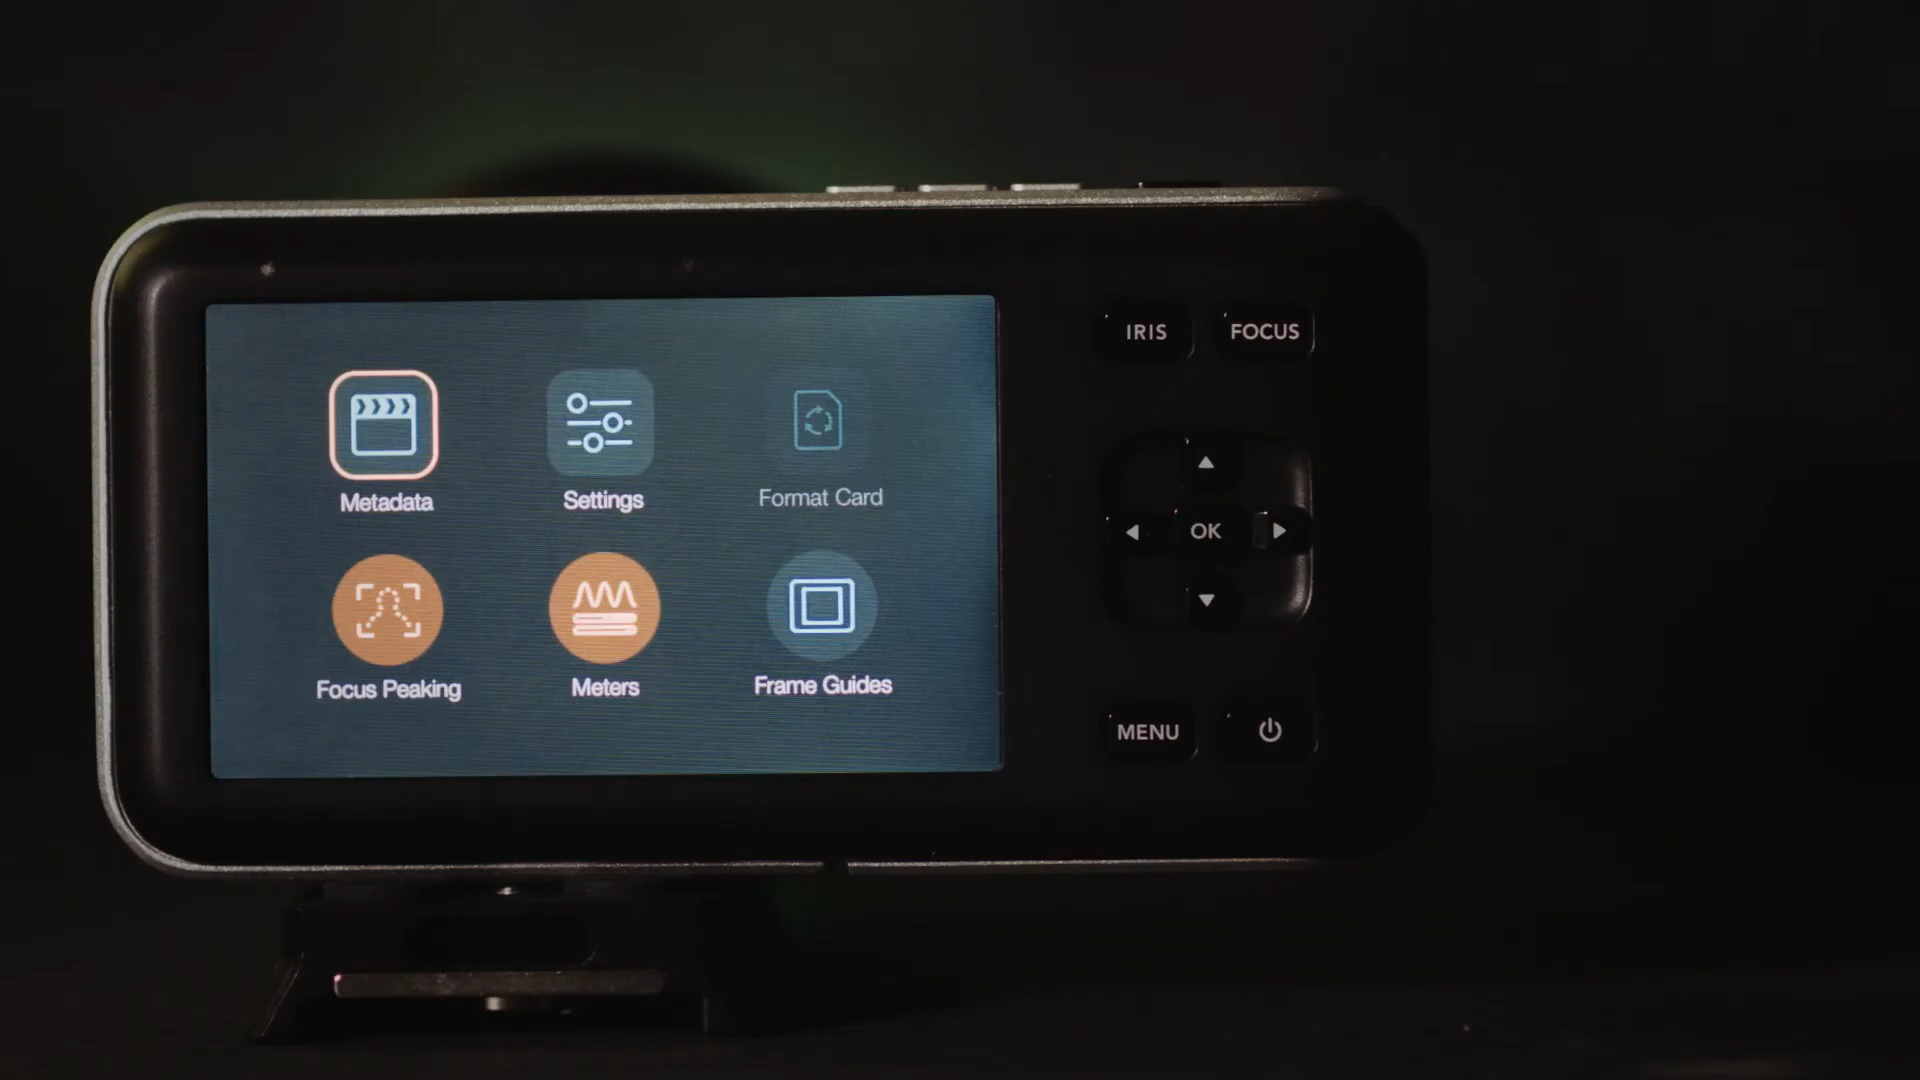 IRIS FOCUS
Metadata Settings Format Card
OK
Focus Peaking Meters Frame Guides
MENU